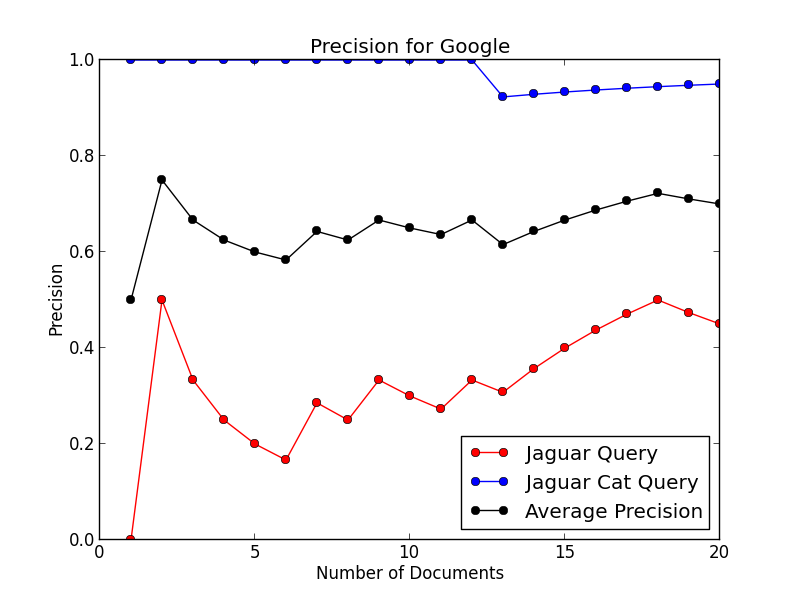 Precision for Google
1.0
0.8
0.6
0.4
0.2
0.0
Precision
0
5
10
15
20
Number of Documents
Jaguar Query
Jaguar Cat Query
Average Precision